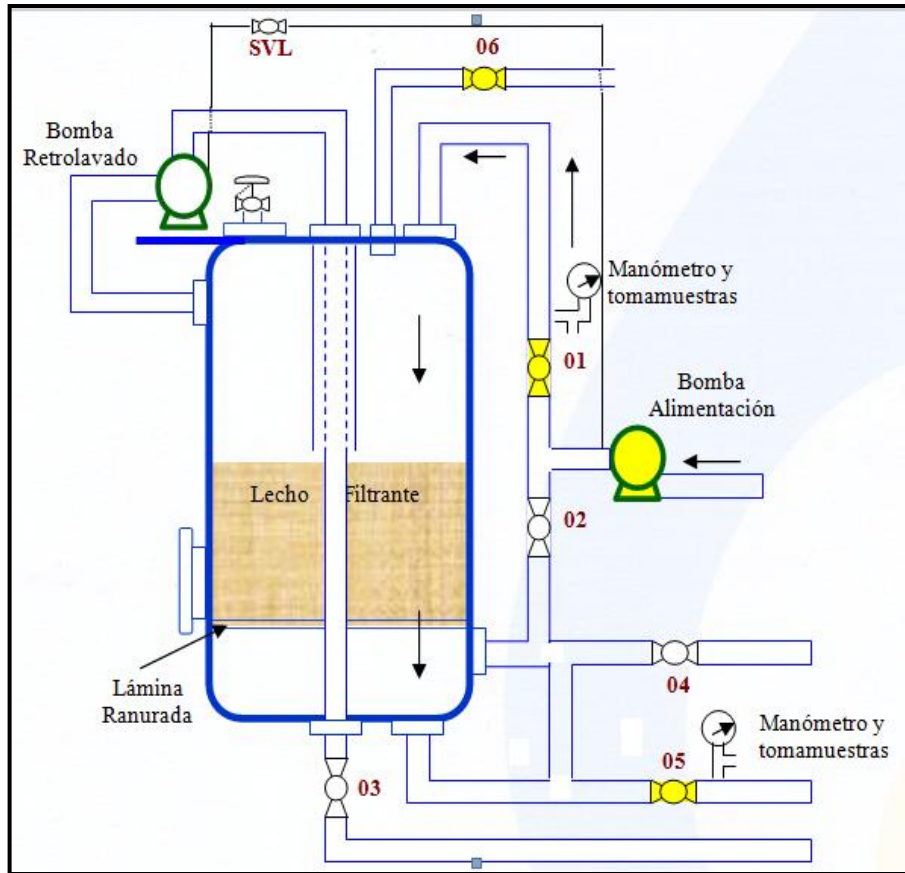 SVL
06
Bomba
Retrolavado
Manómetro y
tomamuestras
01
Bomba
Alimentación
Lecho Filtrante
02
Lámina
Ranurada
04
Manómetro y
tomamuestras
05
03